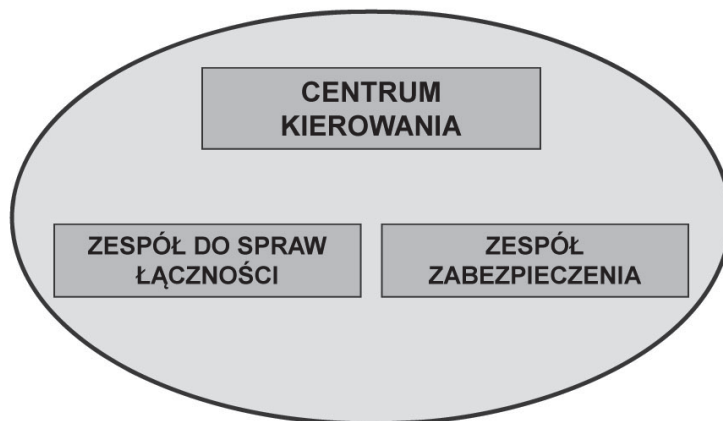 CENTRUM
KIEROWANIA
ZESPÓŁ DO SPRAW
ŁĄCZNOŚCI
ZESPÓŁ
ZABEZPIECZENIA